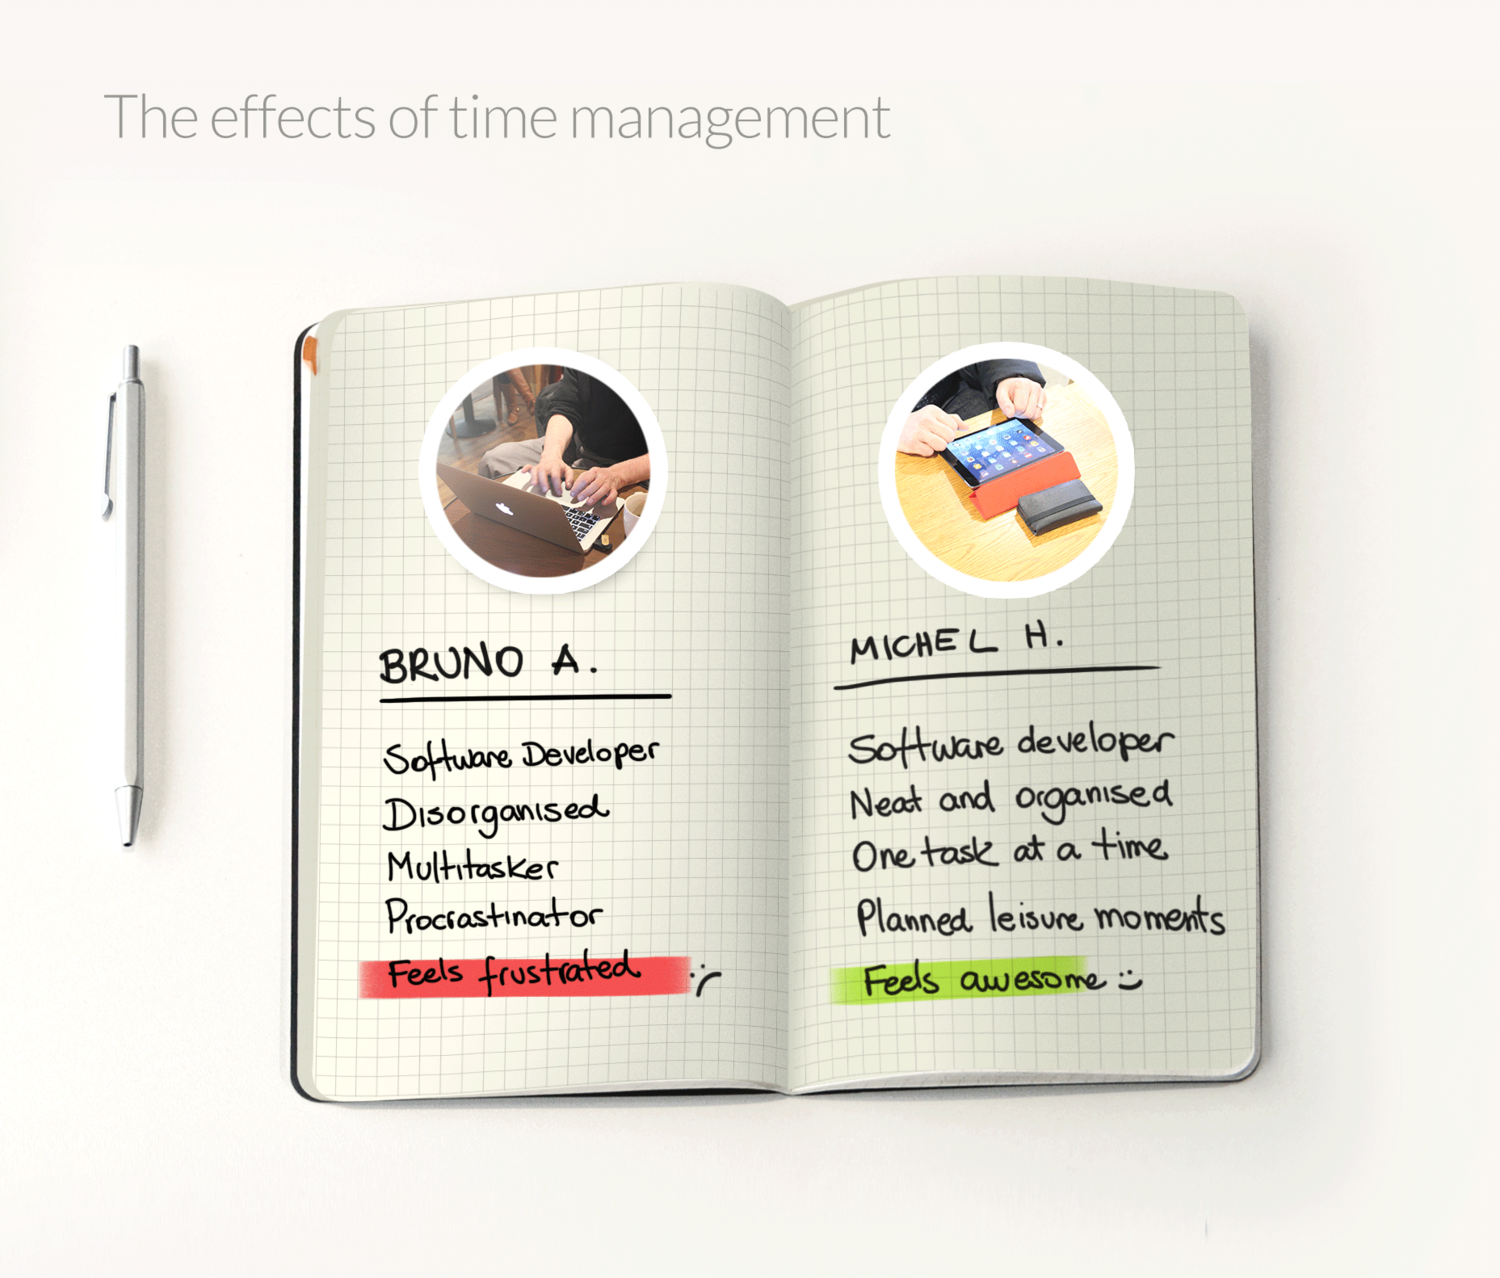 The effects of time management
BRUNO A.
Software Developer
Disorganised
Multitasker
Procrastinator
Feels frustrated :(
MICHEL H.
Software developer
Neat and organised
One task at a time
Planned leisure moments
Feels awesome :)